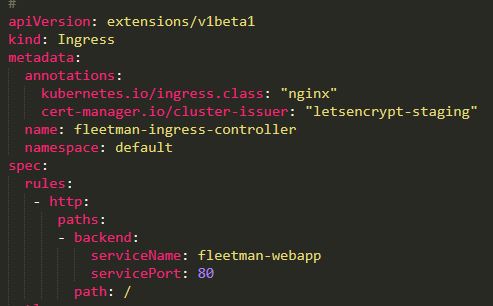 #
apiVersion: extensions/v1beta1
kind: Ingress
metadata:
  annotations:
    kubernetes.io/ingress.class: "nginx"
    cert-manager.io/cluster-issuer: "letsencrypt-staging"
  name: fleetman-ingress-controller
  namespace: default
spec:
  rules:
   - http:
      paths:
      - backend:
          serviceName: fleetman-webapp
          servicePort: 80
        path: /